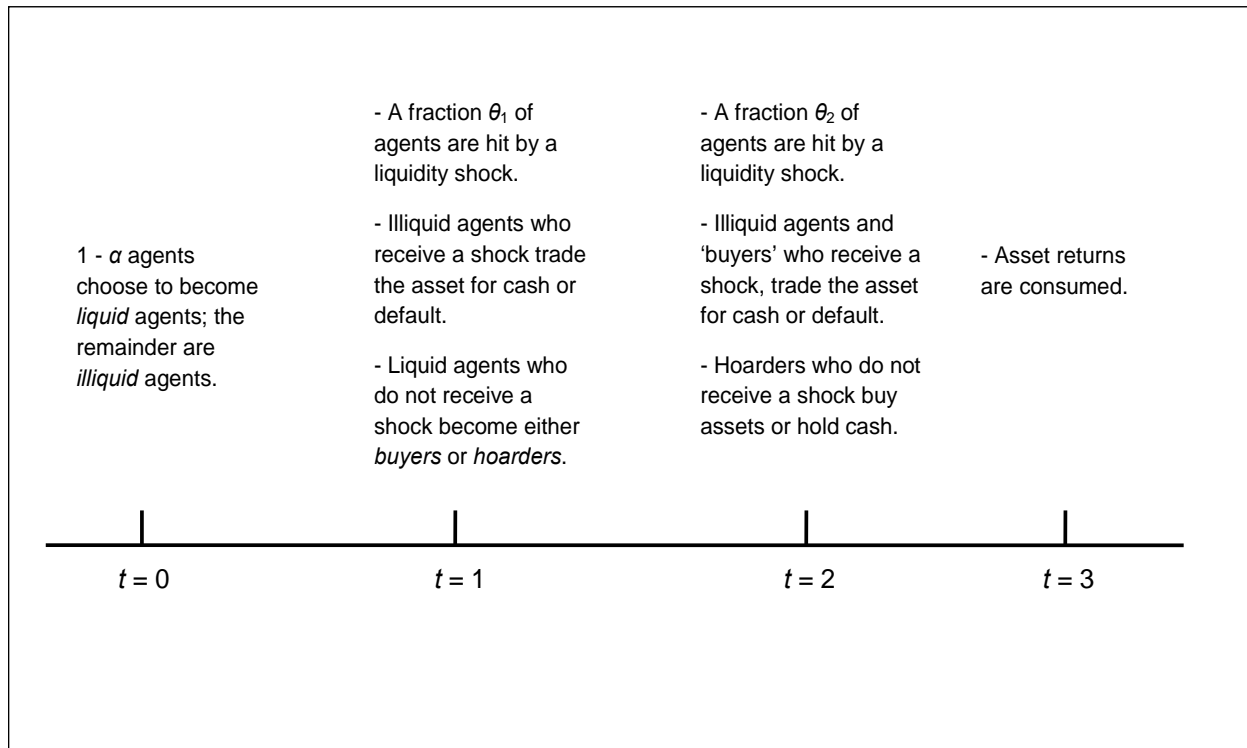 1 - α agents
choose to become
liquid agents; the
remainder are
illiquid agents.
- A fraction θ₁ of
agents are hit by a
liquidity shock.
- Illiquid agents who
receive a shock trade
the asset for cash or
default.
- Liquid agents who
do not receive a
shock become either
buyers or hoarders.
- A fraction θ₂ of
agents are hit by a
liquidity shock.
- Illiquid agents and
‘buyers’ who receive a
shock, trade the asset
for cash or default.
- Hoarders who do not
receive a shock buy
assets or hold cash.
- Asset returns
are consumed.
t = 0
t = 1
t = 2
t = 3